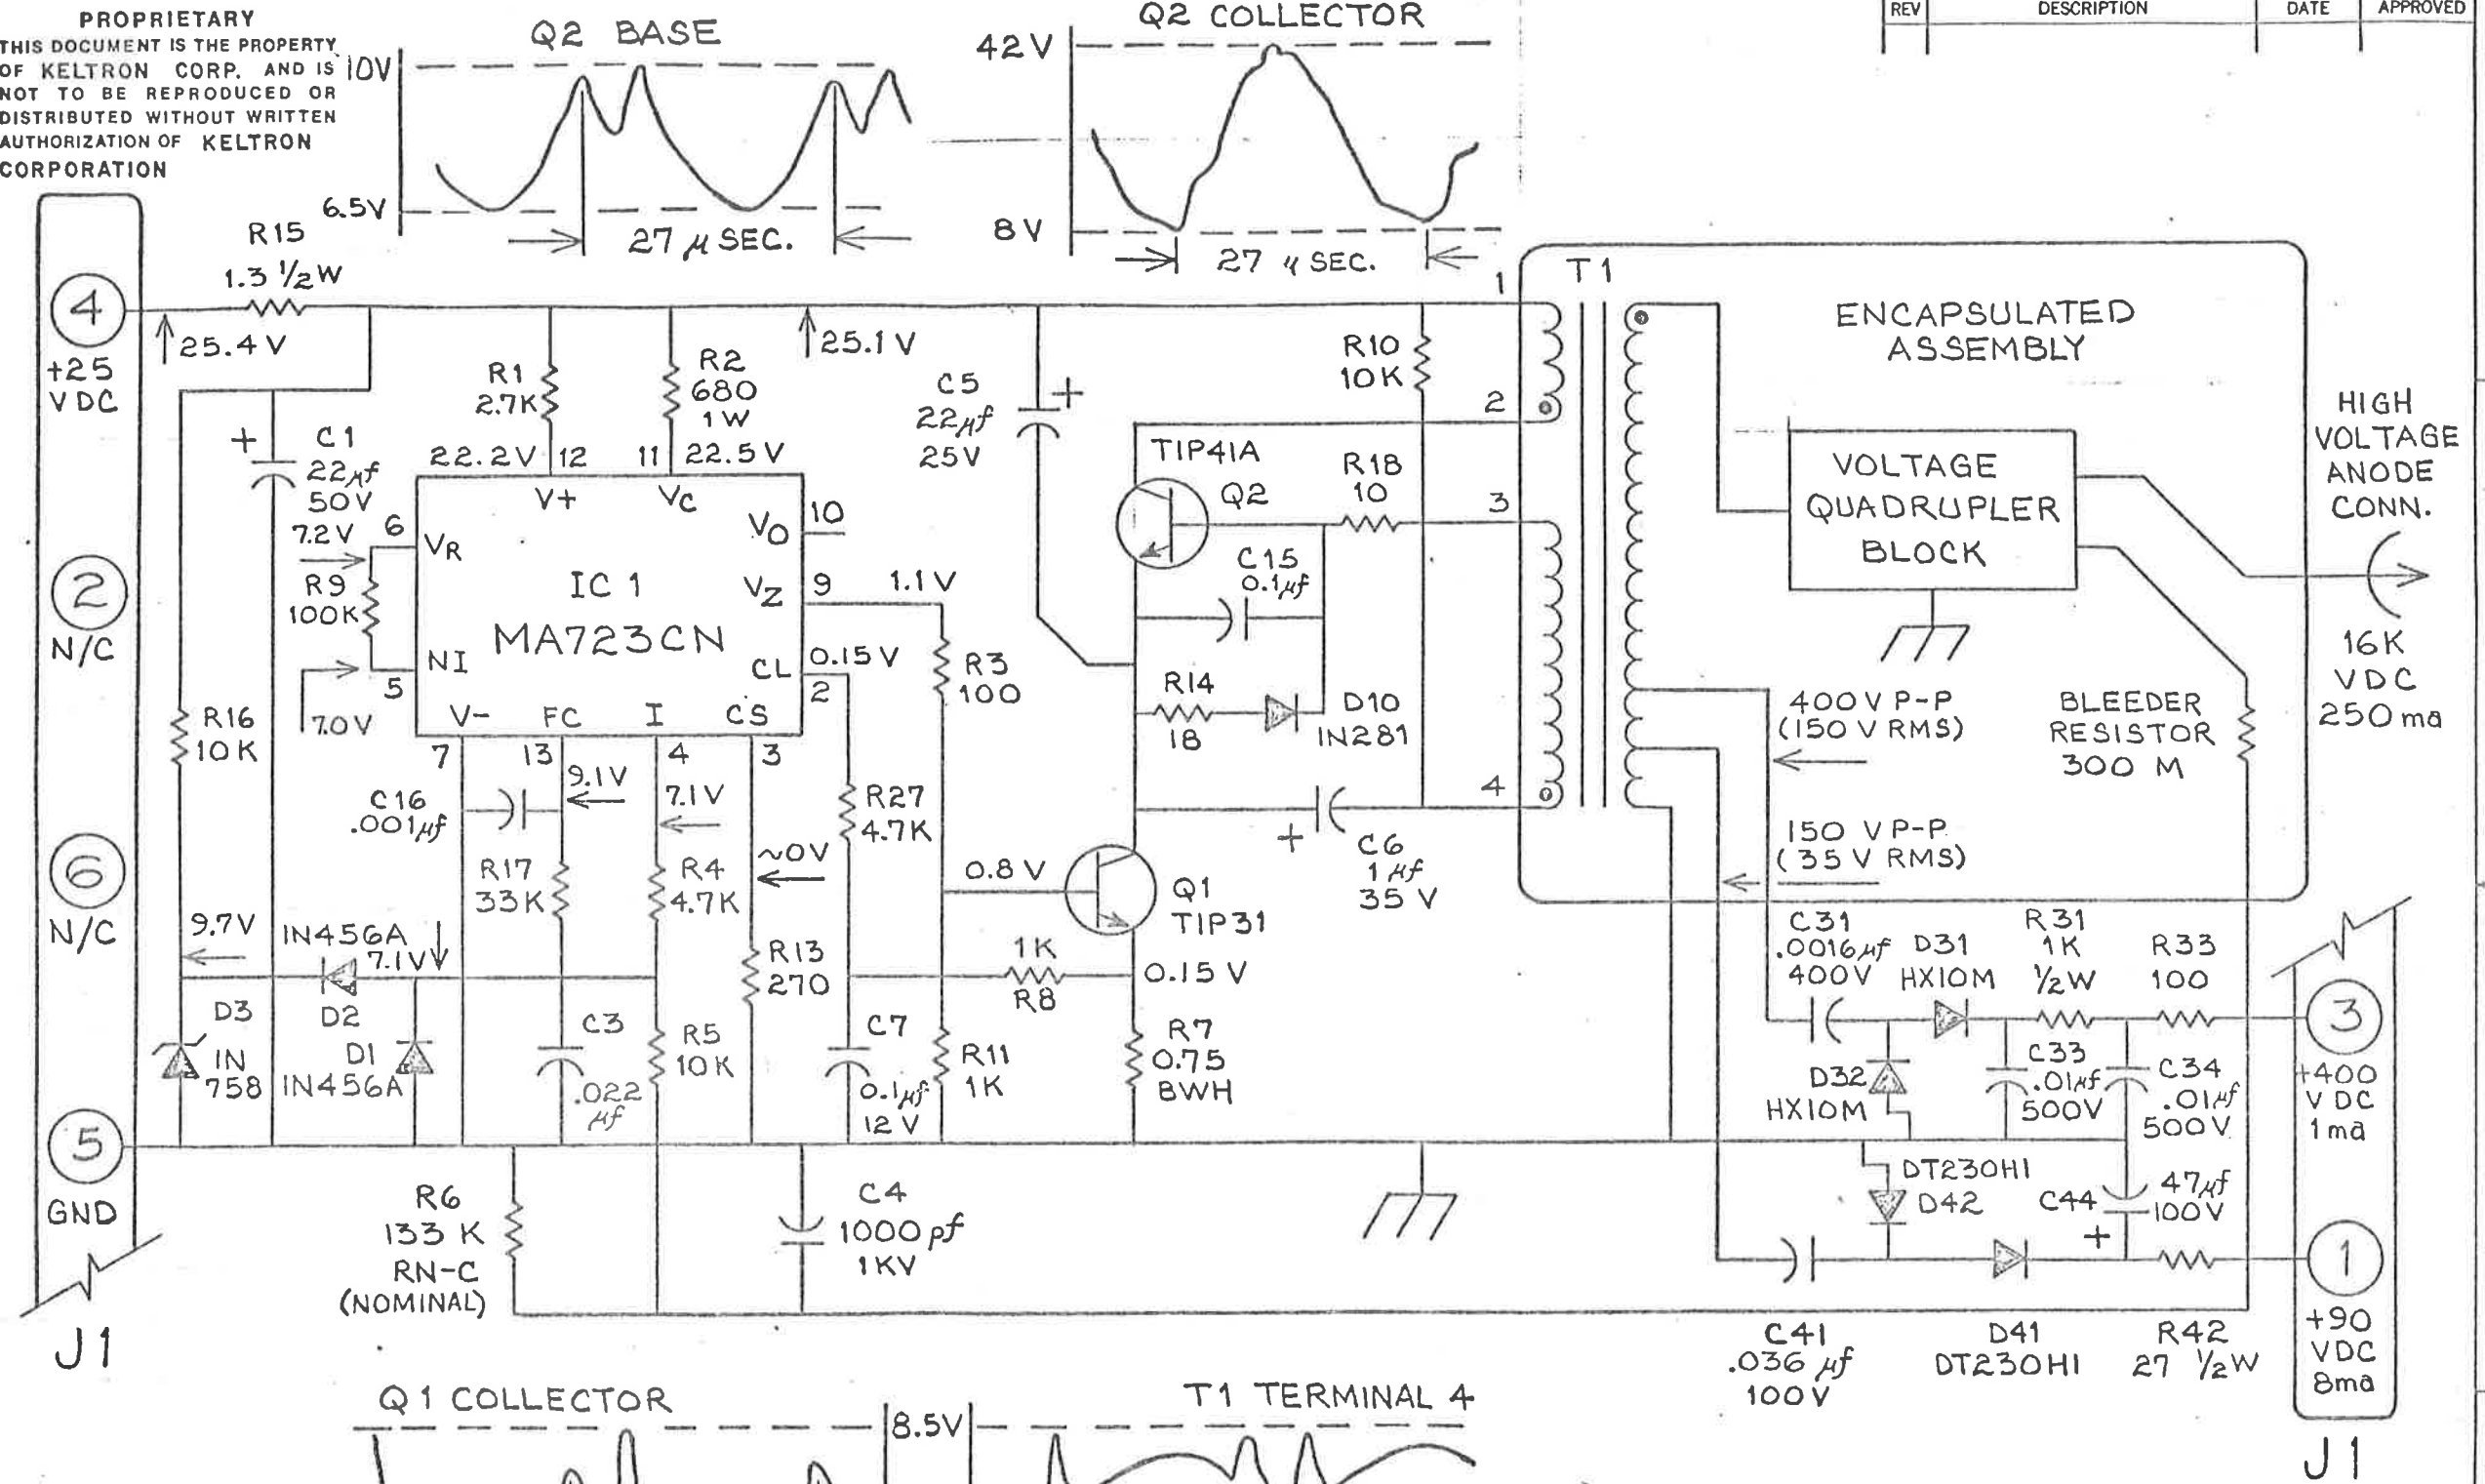 PROPRIETARY
THIS DOCUMENT IS THE PROPERTY
OF KELTRON CORP. AND IS
NOT TO BE REPRODUCED OR
DISTRIBUTED WITHOUT WRITTEN
AUTHORIZATION OF KELTRON
CORPORATION
Q2 BASE
10V
6.5V
27 μ SEC.
Q2 COLLECTOR
42V
8V
27 μ SEC.
REV
DESCRIPTION
DATE
APPROVED
4
+25
VDC
2
N/C
6
N/C
5
GND
J1
R15
1.3 1/2W
25.4V
C1
22μf
50V
+
R1
2.7K
22.2V
12
R2
680
1W
11
22.5V
25.1V
7.2V
6
R9
100K
5
7.0V
VR
V+
VC
VO
10
VZ
9
1.1V
IC 1
MA723CN
NI
CL
0.15V
2
V-
FC
I
CS
7
13
4
3
9.1V
7.1V
~0V
C16
.001μf
R16
10K
R17
33K
R4
4.7K
R13
270
R27
4.7K
R3
100
9.7V
IN456A
7.1V
D3
IN
758
D2
D1
IN456A
C3
.022
μf
R5
10K
C7
0.1μf
12V
R11
1K
1K
R8
0.8V
0.15V
Q1
TIP31
R7
0.75
BWH
R6
133 K
RN-C
(NOMINAL)
C4
1000pf
1KV
C5
22μf
25V
+
TIP41A
Q2
R18
10
C15
0.1μf
R14
18
D10
IN281
C6
1μf
35V
+
R10
10K
1
2
3
4
T1
ENCAPSULATED
ASSEMBLY
VOLTAGE
QUADRUPLER
BLOCK
HIGH
VOLTAGE
ANODE
CONN.
16K
VDC
250ma
400V P-P
(150 V RMS)
BLEEDER
RESISTOR
300 M
150 V P-P
(35 V RMS)
C31
.0016μf
400V
D31
HX10M
R31
1K
1/2W
R33
100
D32
HX10M
C33
.01μf
500V
C34
.01μf
500V
3
+400
V DC
1ma
DT230H1
D42
C44
47μf
100V
+
1
+90
VDC
8ma
C41
.036 μf
100V
D41
DT230H1
R42
27 1/2W
J1
Q1 COLLECTOR
8.5V
T1 TERMINAL 4